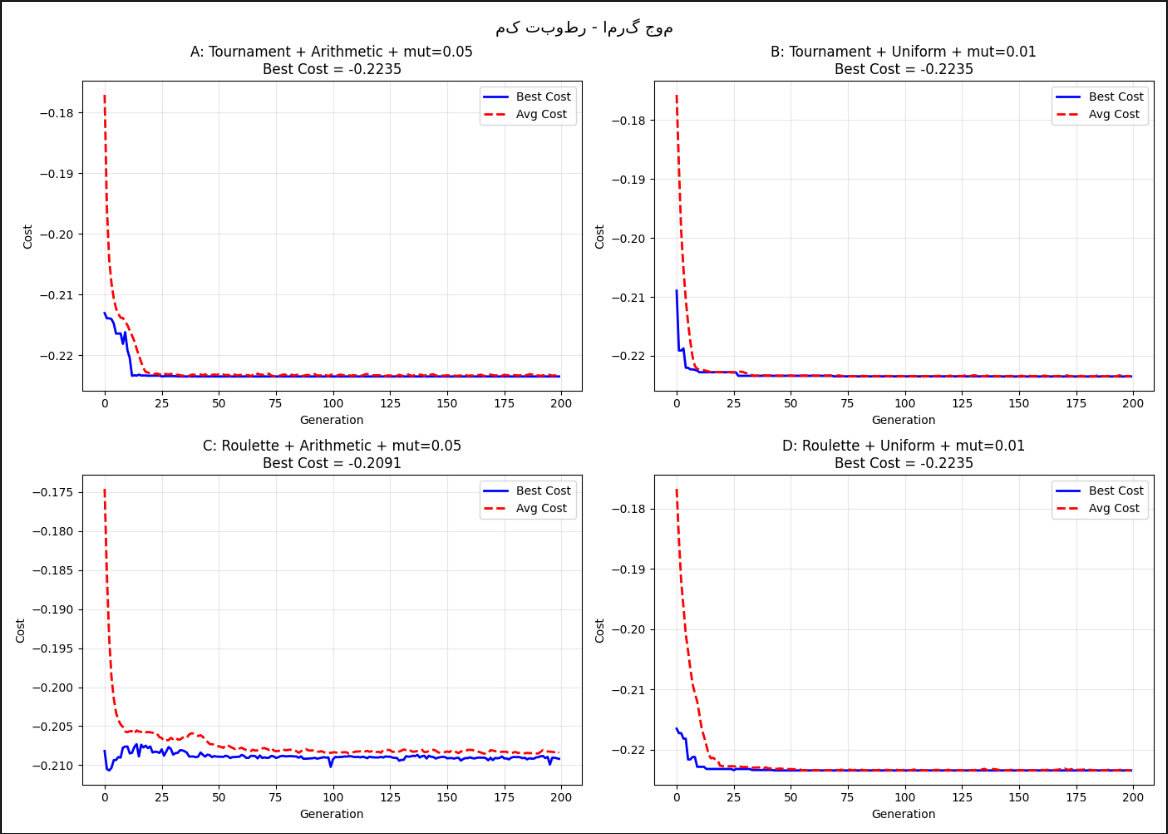 موج گرما - رطوبت کم
A: Tournament + Arithmetic + mut=0.05
Best Cost = -0.2235
Best Cost
Avg Cost
−0.18
−0.19
−0.20
−0.21
−0.22
Cost
0 25 50 75 100 125 150 175 200
Generation
B: Tournament + Uniform + mut=0.01
Best Cost = -0.2235
Best Cost
Avg Cost
−0.18
−0.19
−0.20
−0.21
−0.22
Cost
0 25 50 75 100 125 150 175 200
Generation
C: Roulette + Arithmetic + mut=0.05
Best Cost = -0.2091
Best Cost
Avg Cost
−0.175
−0.180
−0.185
−0.190
−0.195
−0.200
−0.205
−0.210
Cost
0 25 50 75 100 125 150 175 200
Generation
D: Roulette + Uniform + mut=0.01
Best Cost = -0.2235
Best Cost
Avg Cost
−0.18
−0.19
−0.20
−0.21
−0.22
Cost
0 25 50 75 100 125 150 175 200
Generation